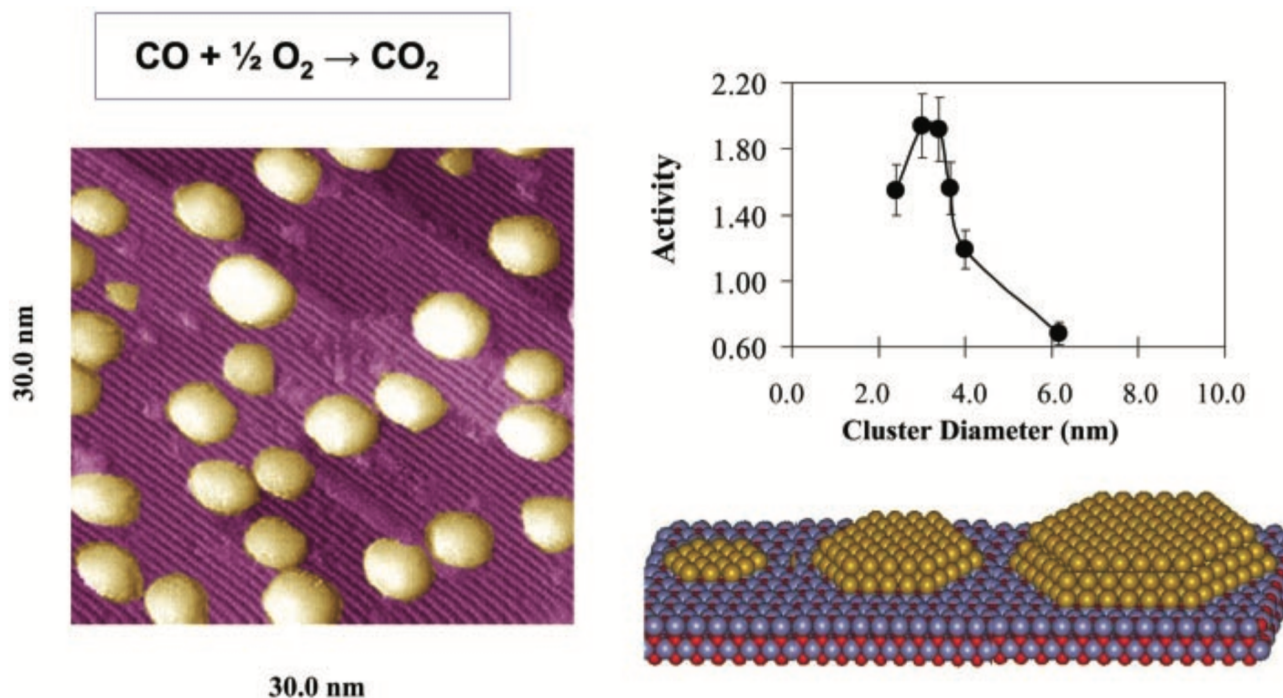 CO + ½ O₂ → CO₂
30.0 nm
30.0 nm
Activity
2.20
1.80
1.40
1.00
0.60
0.0 2.0 4.0 6.0 8.0 10.0
Cluster Diameter (nm)